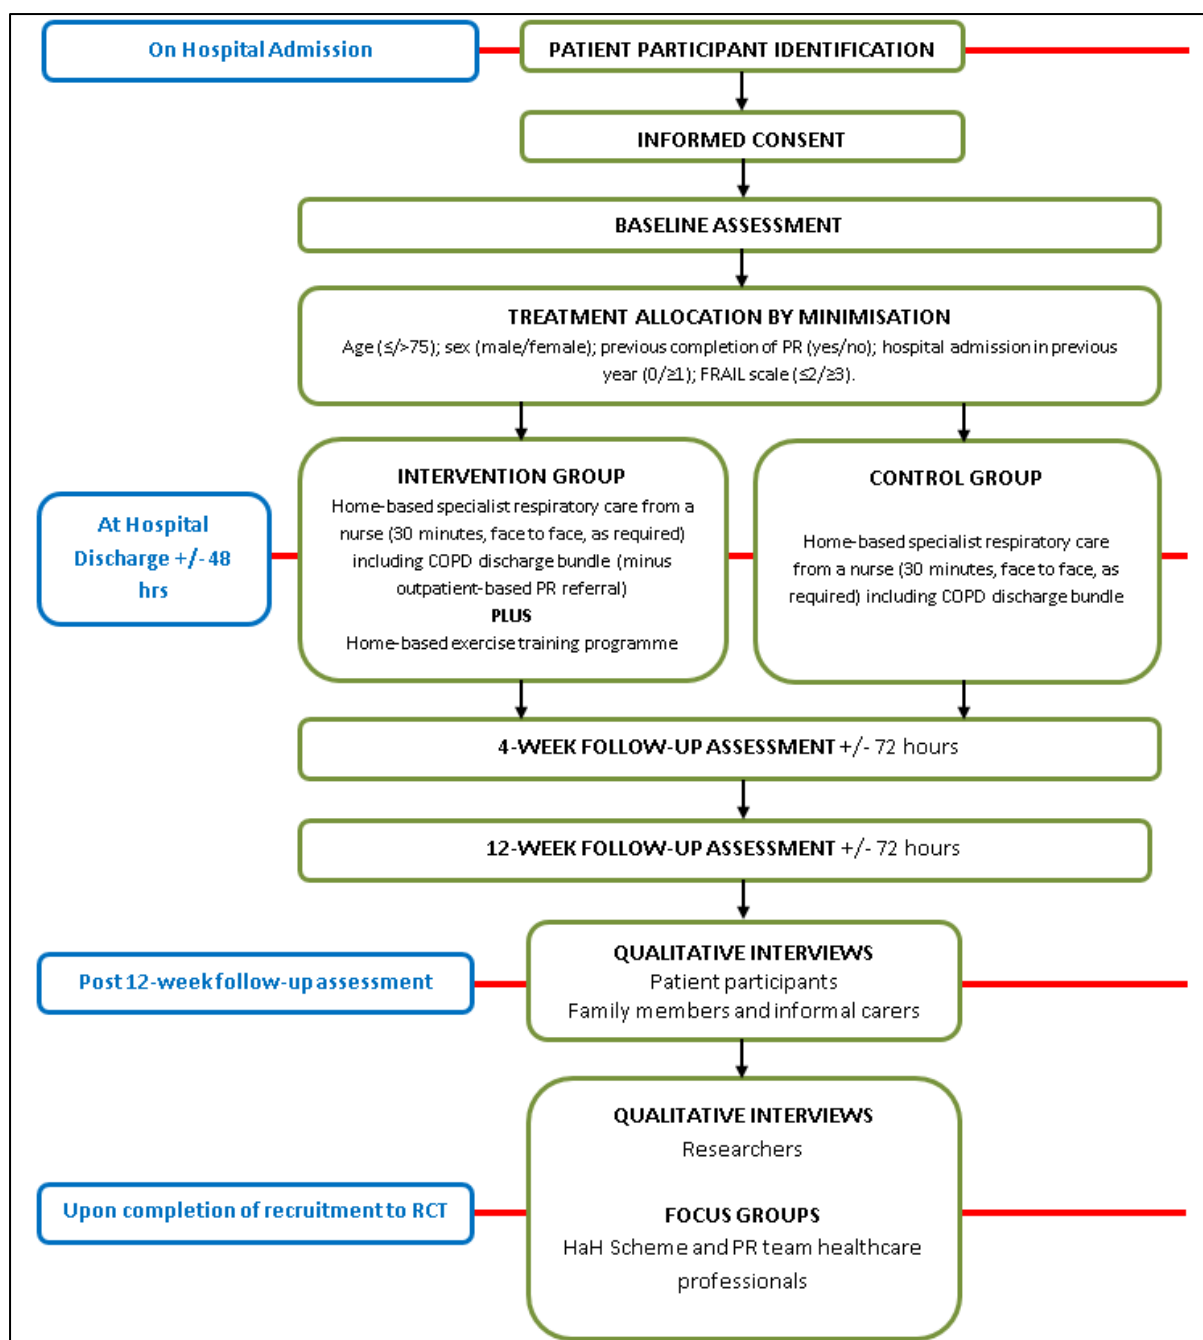 On Hospital Admission
PATIENT PARTICIPANT IDENTIFICATION
INFORMED CONSENT
BASELINE ASSESSMENT
TREATMENT ALLOCATION BY MINIMISATION
Age (≤/>75); sex (male/female); previous completion of PR (yes/no); hospital admission in previous
year (0/≥1); FRAIL scale (≤2/≥3).
At Hospital
Discharge +/- 48
hrs
INTERVENTION GROUP
Home-based specialist respiratory care from a
nurse (30 minutes, face to face, as required)
including COPD discharge bundle (minus
outpatient-based PR referral)
PLUS
Home-based exercise training programme
CONTROL GROUP
Home-based specialist respiratory care
from a nurse (30 minutes, face to face, as
required) including COPD discharge bundle
4-WEEK FOLLOW-UP ASSESSMENT +/- 72 hours
12-WEEK FOLLOW-UP ASSESSMENT +/- 72 hours
Post 12-week follow-up assessment
QUALITATIVE INTERVIEWS
Patient participants
Family members and informal carers
Upon completion of recruitment to RCT
QUALITATIVE INTERVIEWS
Researchers
FOCUS GROUPS
HaH Scheme and PR team healthcare
professionals